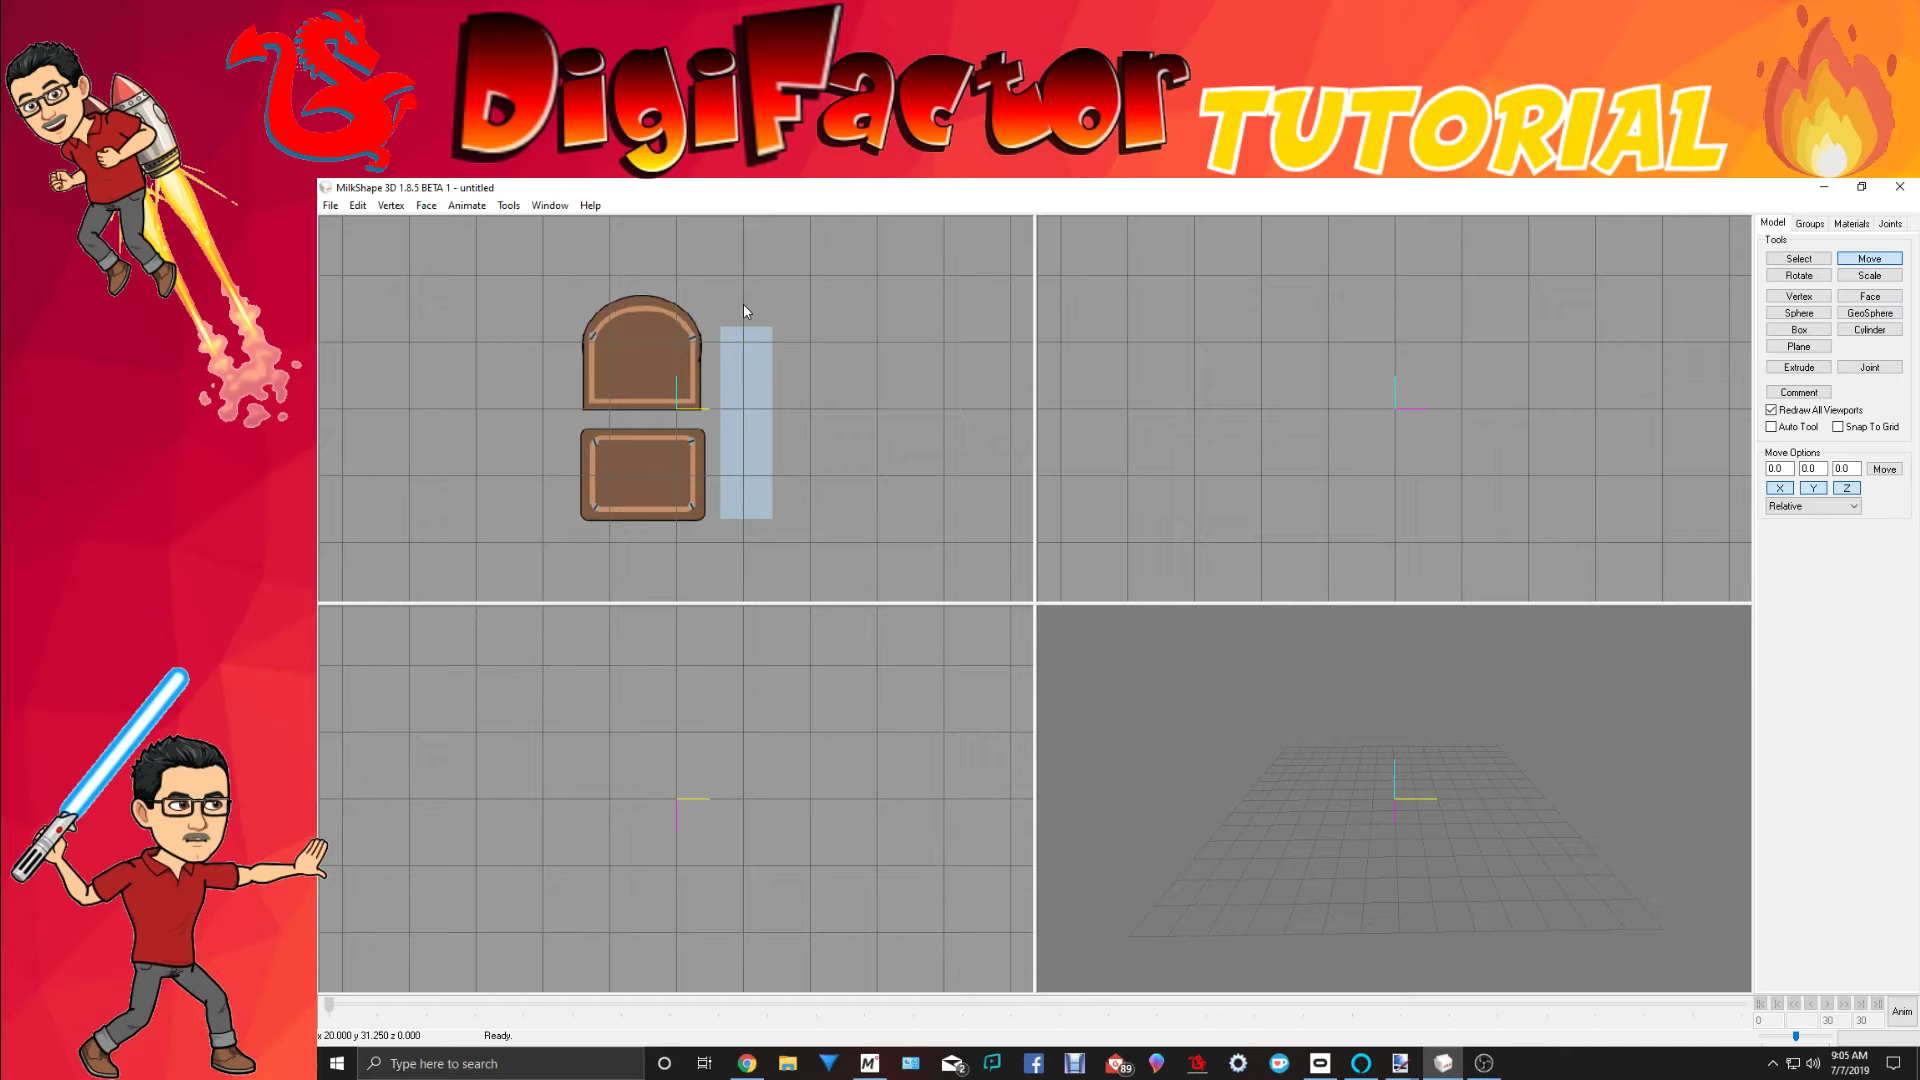 DigiFactor TUTORIAL
MilkShape 3D 1.8.5 BETA 1 - untitled
File Edit Vertex Face Animate Tools Window Help
Model Groups Materials Joints
Tools
Select Move
Rotate Scale
Vertex Face
Sphere GeoSphere
Box Cylinder
Plane
Extrude Joint
Comment
Redraw All Viewports
Auto Tool Snap To Grid
Move Options
0.0 0.0 0.0 Move
X Y Z
Relative
Anim
0 30 30
x 20.000 y 31.250 z 0.000 Ready.
Type here to search
2
89
9:05 AM
7/7/2019